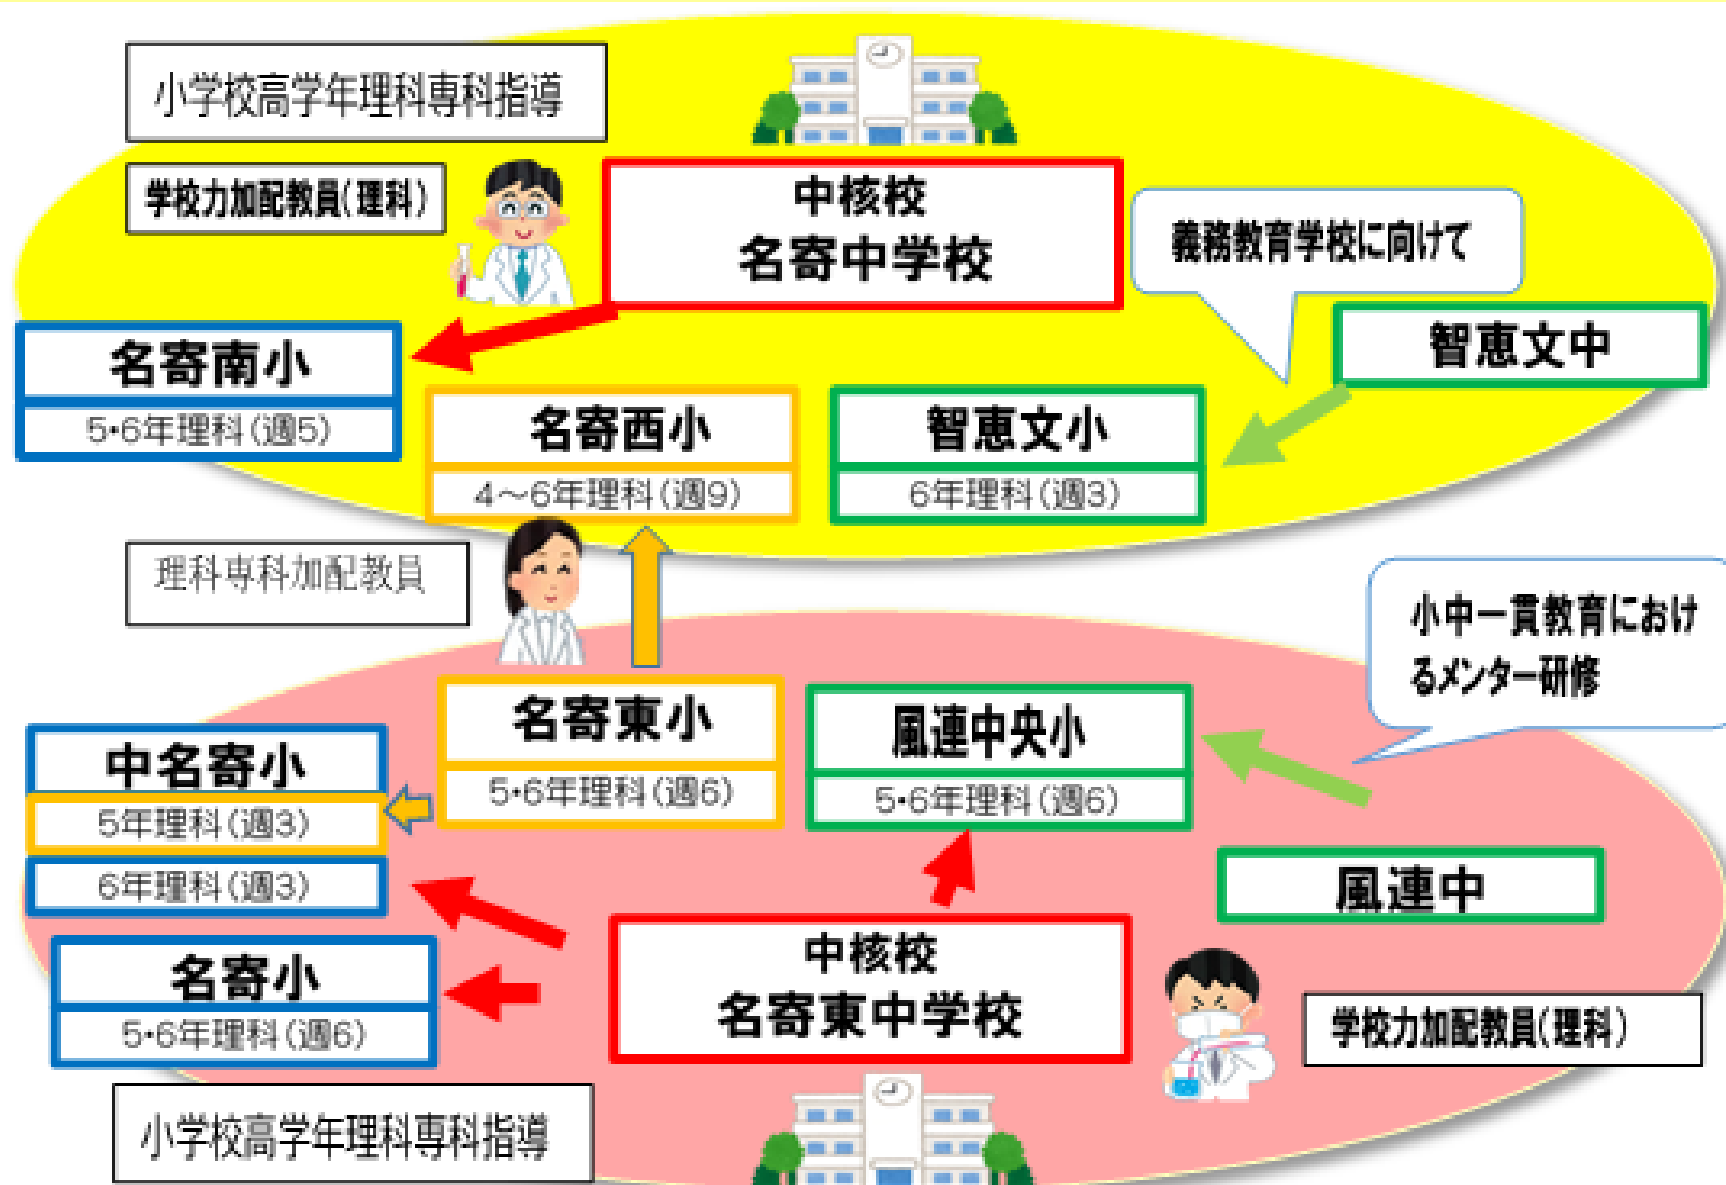 小学校高学年理科専科指導
学校力加配教員(理科)
中核校
名寄中学校
義務教育学校に向けて
智恵文中
名寄南小
5・6年理科(週5)
名寄西小
4～6年理科(週9)
智恵文小
6年理科(週3)
理科専科加配教員
小中一貫教育におけ
るメンター研修
名寄東小
5・6年理科(週6)
風連中央小
5・6年理科(週6)
中名寄小
5年理科(週3)
6年理科(週3)
風連中
名寄小
5・6年理科(週6)
中核校
名寄東中学校
学校力加配教員(理科)
小学校高学年理科専科指導